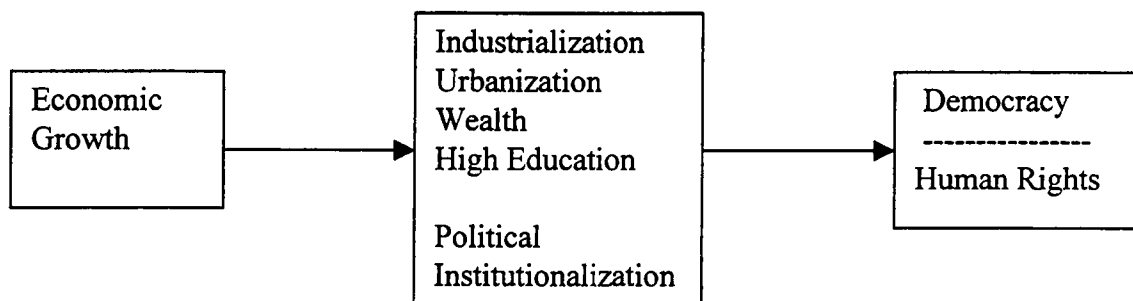 Economic
Growth
Industrialization
Urbanization
Wealth
High Education
Political
Institutionalization
Democracy
Human Rights